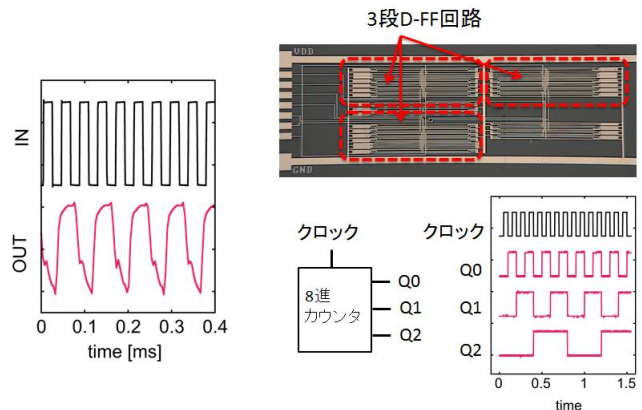 3段D-FF回路
VDD
GND
IN
OUT
0
0.1
0.2
0.3
0.4
time [ms]
クロック
8進
カウンタ
Q0
Q1
Q2
クロック
Q0
Q1
Q2
0
0.5
1.0
1.5
time